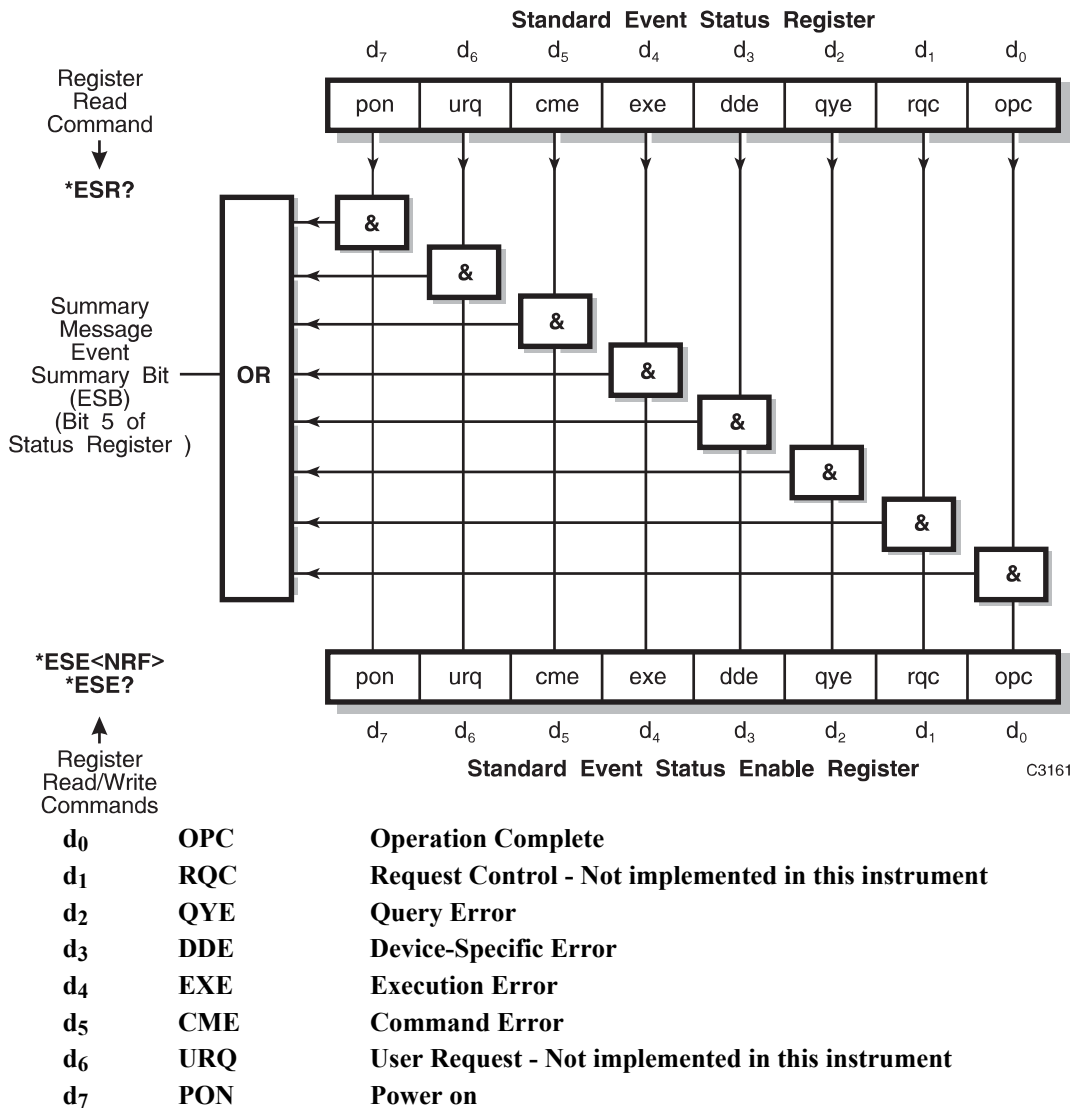 Standard Event Status Register
d7 d6 d5 d4 d3 d2 d1 d0
Register
Read
Command
pon urq cme exe dde qye rqc opc
*ESR?
&
&
&
&
&
&
&
&
Summary
Message
Event
Summary Bit
(ESB)
(Bit 5 of
Status Register )
OR
*ESE<NRF>
*ESE?
pon urq cme exe dde qye rqc opc
d7 d6 d5 d4 d3 d2 d1 d0
Register
Read/Write
Commands
Standard Event Status Enable Register
C3161
d0 OPC Operation Complete
d1 RQC Request Control - Not implemented in this instrument
d2 QYE Query Error
d3 DDE Device-Specific Error
d4 EXE Execution Error
d5 CME Command Error
d6 URQ User Request - Not implemented in this instrument
d7 PON Power on